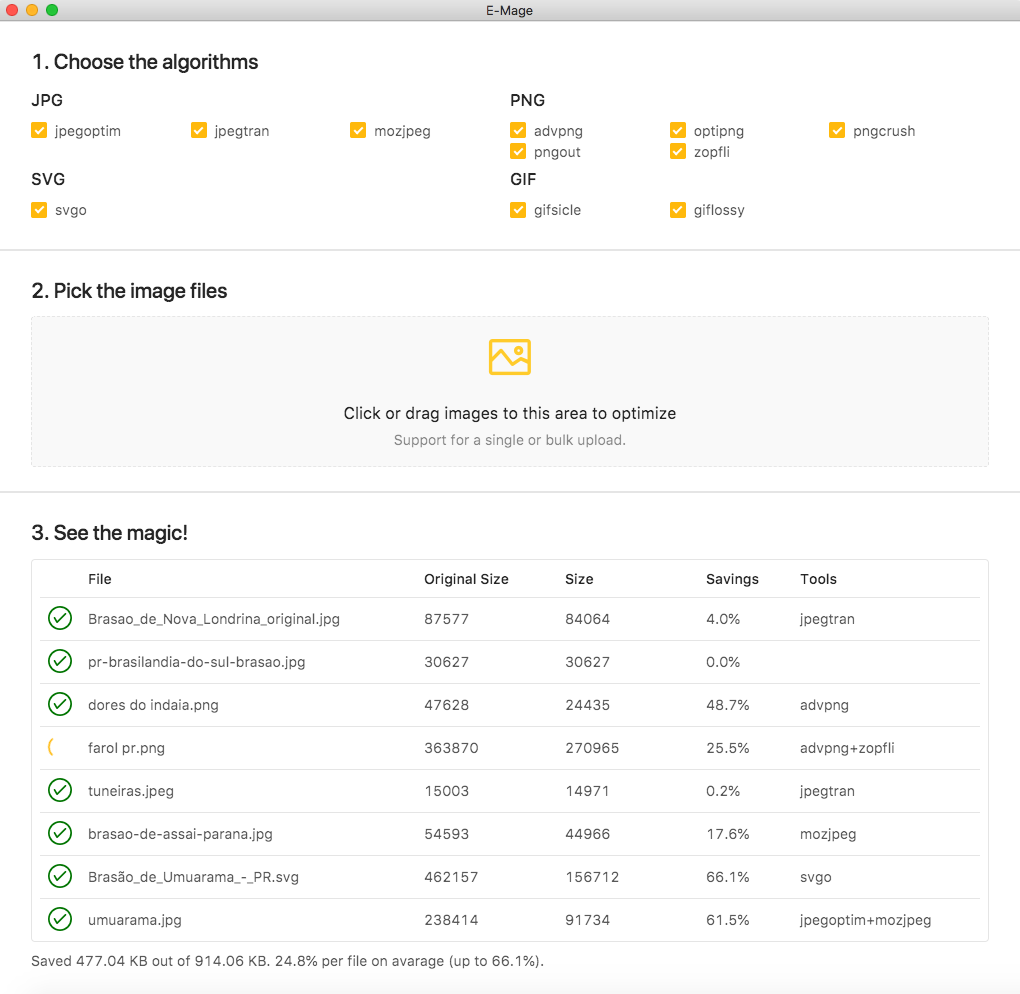 E-Mage
1. Choose the algorithms
JPG
jpegoptim jpegtran mozjpeg
PNG
advpng optipng pngcrush
pngout zopfli
SVG
svgo
GIF
gifsicle giflossy
2. Pick the image files
Click or drag images to this area to optimize
Support for a single or bulk upload.
3. See the magic!
File Original Size Size Savings Tools
Brasao_de_Nova_Londrina_original.jpg 87577 84064 4.0% jpegtran
pr-brasilandia-do-sul-brasao.jpg 30627 30627 0.0%
dores do indaia.png 47628 24435 48.7% advpng
farol pr.png 363870 270965 25.5% advpng+zopfli
tuneiras.jpeg 15003 14971 0.2% jpegtran
brasao-de-assai-parana.jpg 54593 44966 17.6% mozjpeg
Brasão_de_Umuarama_-_PR.svg 462157 156712 66.1% svgo
umuarama.jpg 238414 91734 61.5% jpegoptim+mozjpeg
Saved 477.04 KB out of 914.06 KB. 24.8% per file on avarage (up to 66.1%).